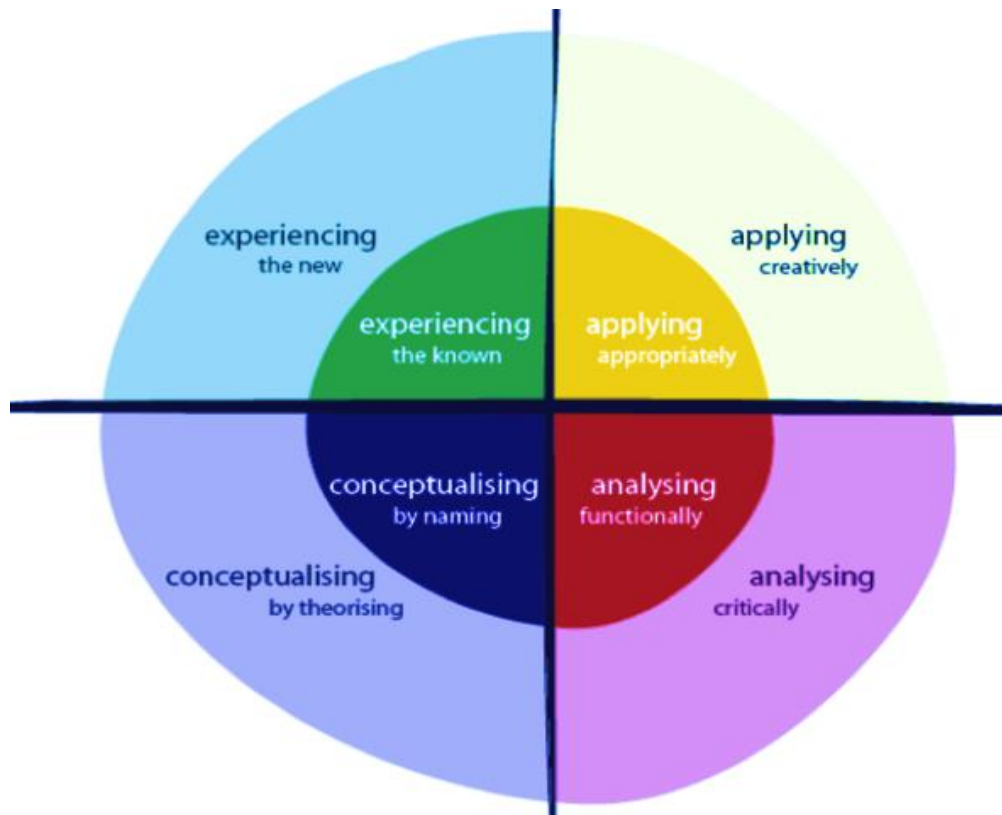 experiencing
the new
applying
creatively
experiencing
the known
applying
appropriately
conceptualising
by naming
analysing
functionally
conceptualising
by theorising
analysing
critically